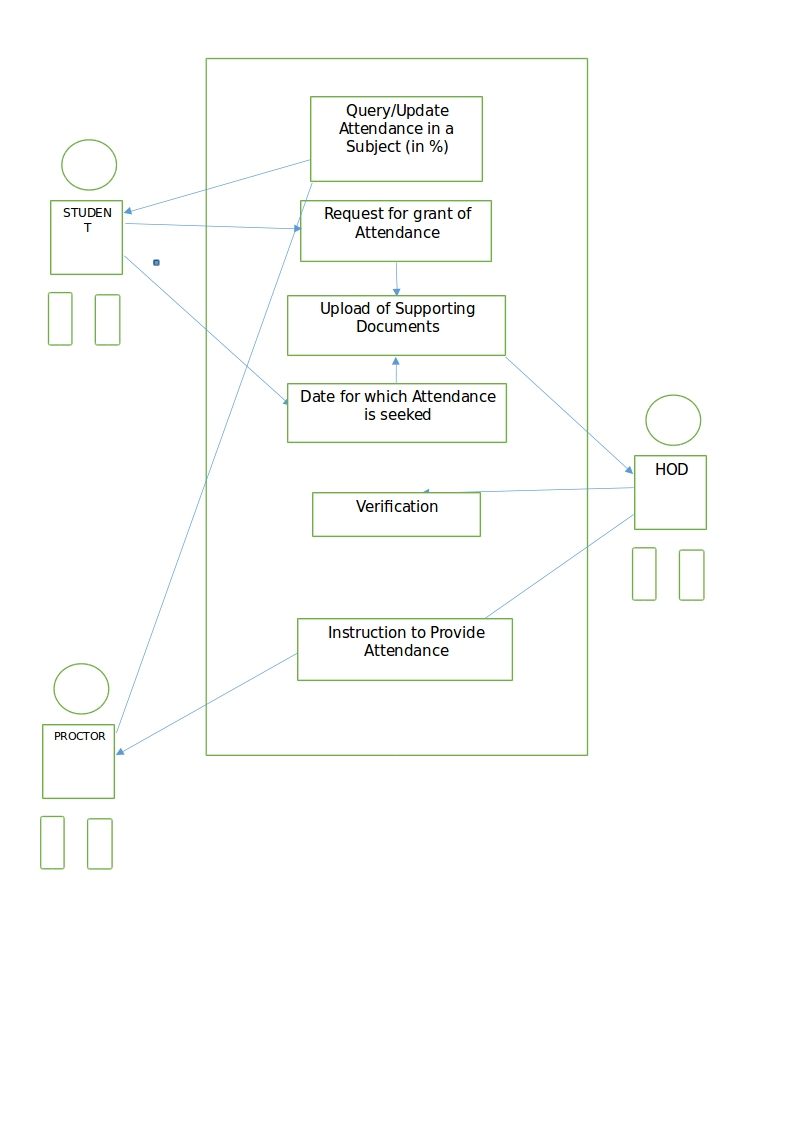 Query/Update
Attendance in a
Subject (in %)
STUDEN
T
Request for grant of
Attendance
Upload of Supporting
Documents
Date for which Attendance
is seeked
HOD
Verification
Instruction to Provide
Attendance
PROCTOR